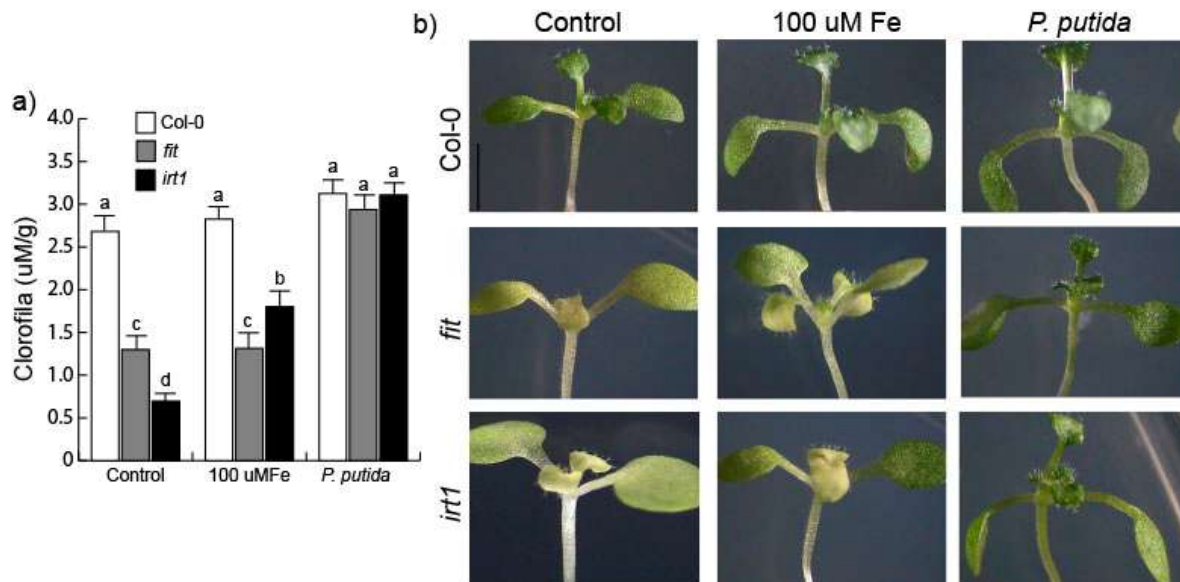 a)
Clorofila (uM/g)
4.0
3.5
3.0
2.5
2.0
1.5
1.0
0.5
0
Col-0
fit
irt1
a
c
d
a
c
b
a
a
a
Control
100 uMFe
P. putida
b)
Control
100 uM Fe
P. putida
Col-0
fit
irt1